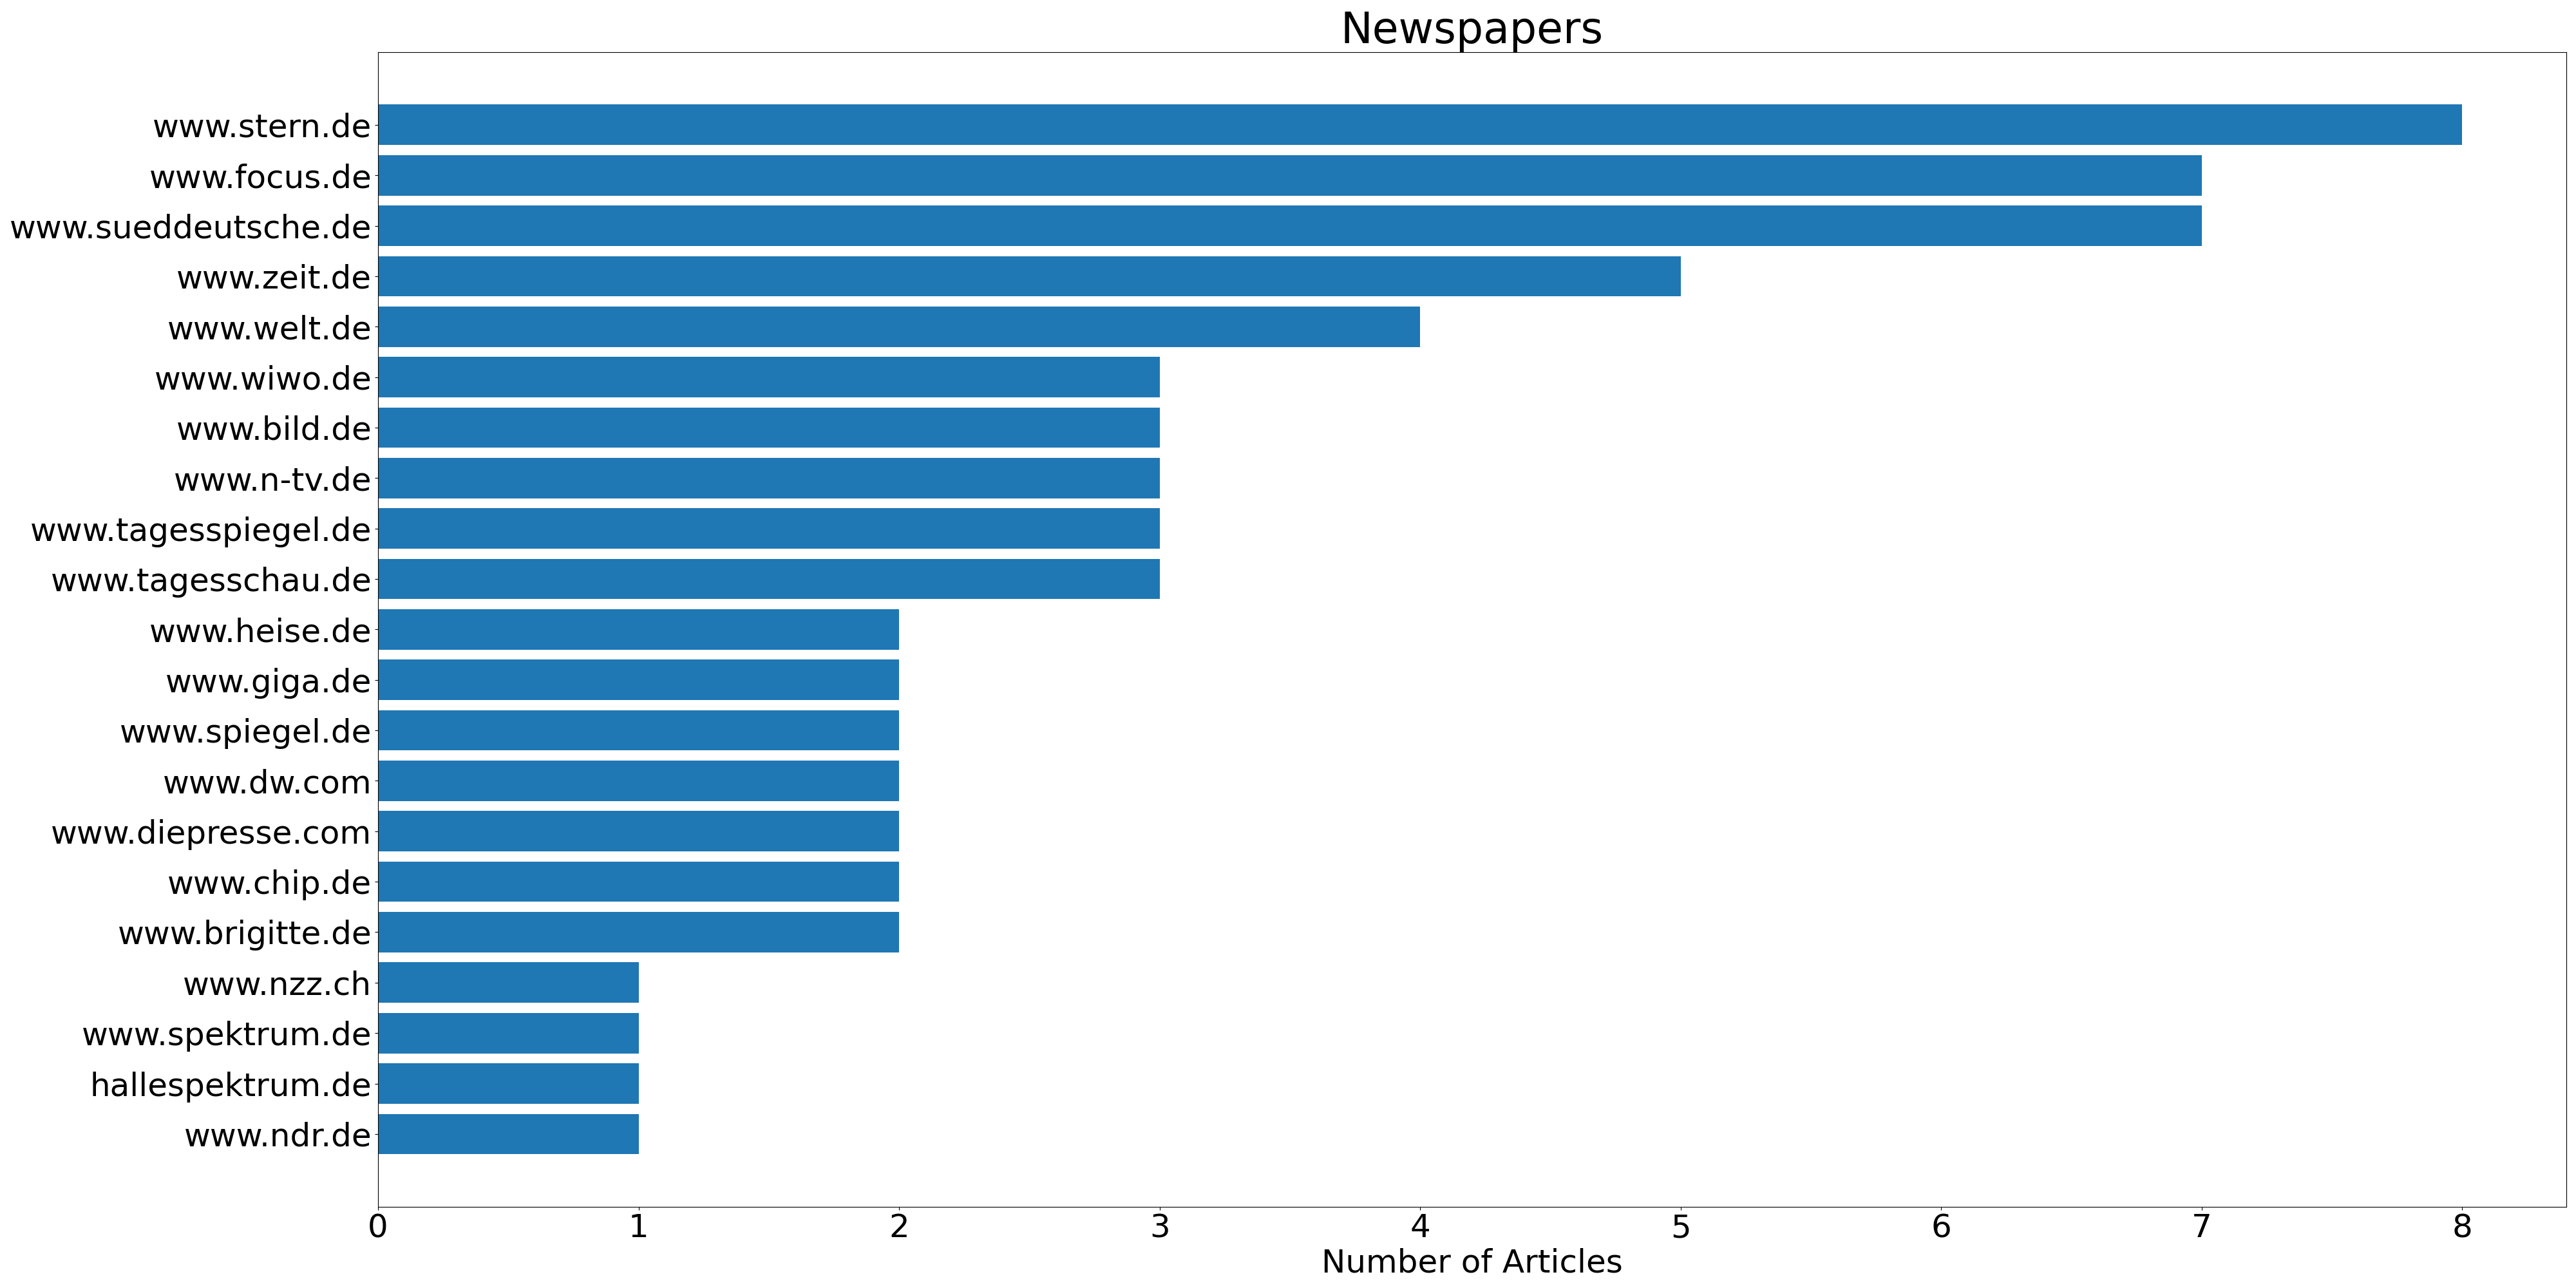 Newspapers
www.stern.de
www.focus.de
www.sueddeutsche.de
www.zeit.de
www.welt.de
www.wiwo.de
www.bild.de
www.n-tv.de
www.tagesspiegel.de
www.tagesschau.de
www.heise.de
www.giga.de
www.spiegel.de
www.dw.com
www.diepresse.com
www.chip.de
www.brigitte.de
www.nzz.ch
www.spektrum.de
hallespektrum.de
www.ndr.de
0 1 2 3 4 5 6 7 8
Number of Articles